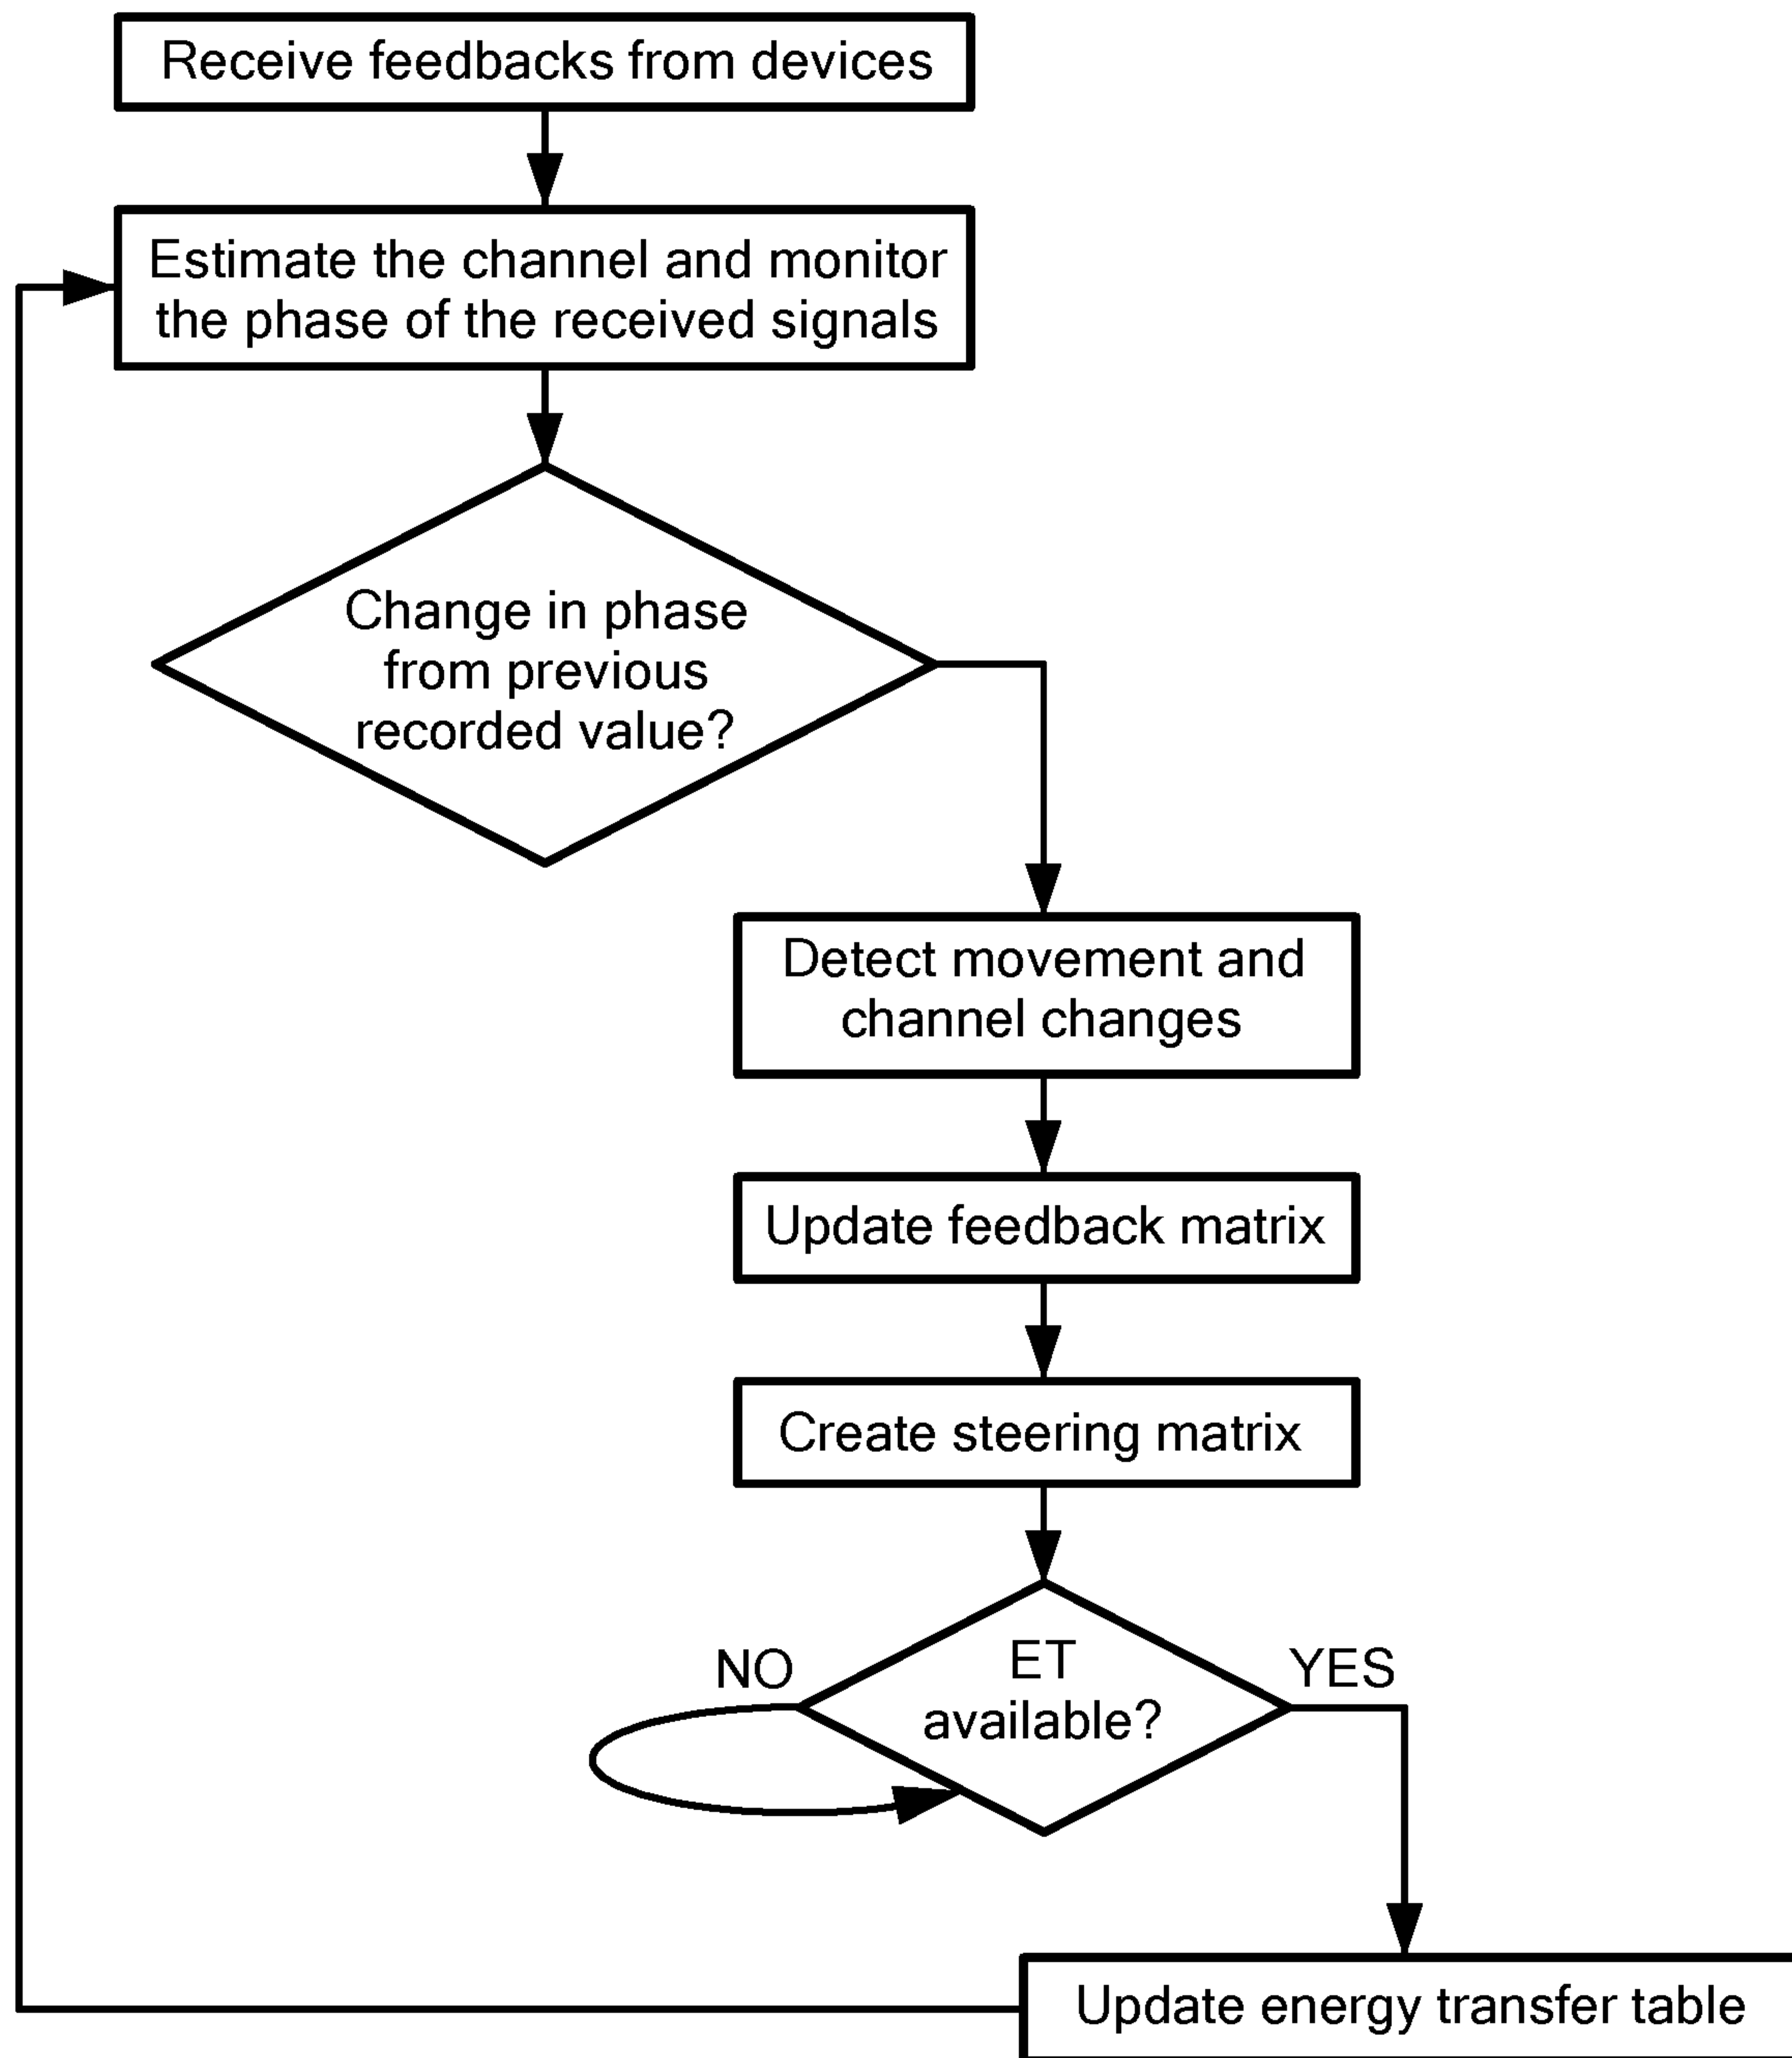 Receive feedbacks from devices
Estimate the channel and monitor
the phase of the received signals
Change in phase
from previous
recorded value?
Detect movement and
channel changes
Update feedback matrix
Create steering matrix
NO
ET
available?
YES
Update energy transfer table